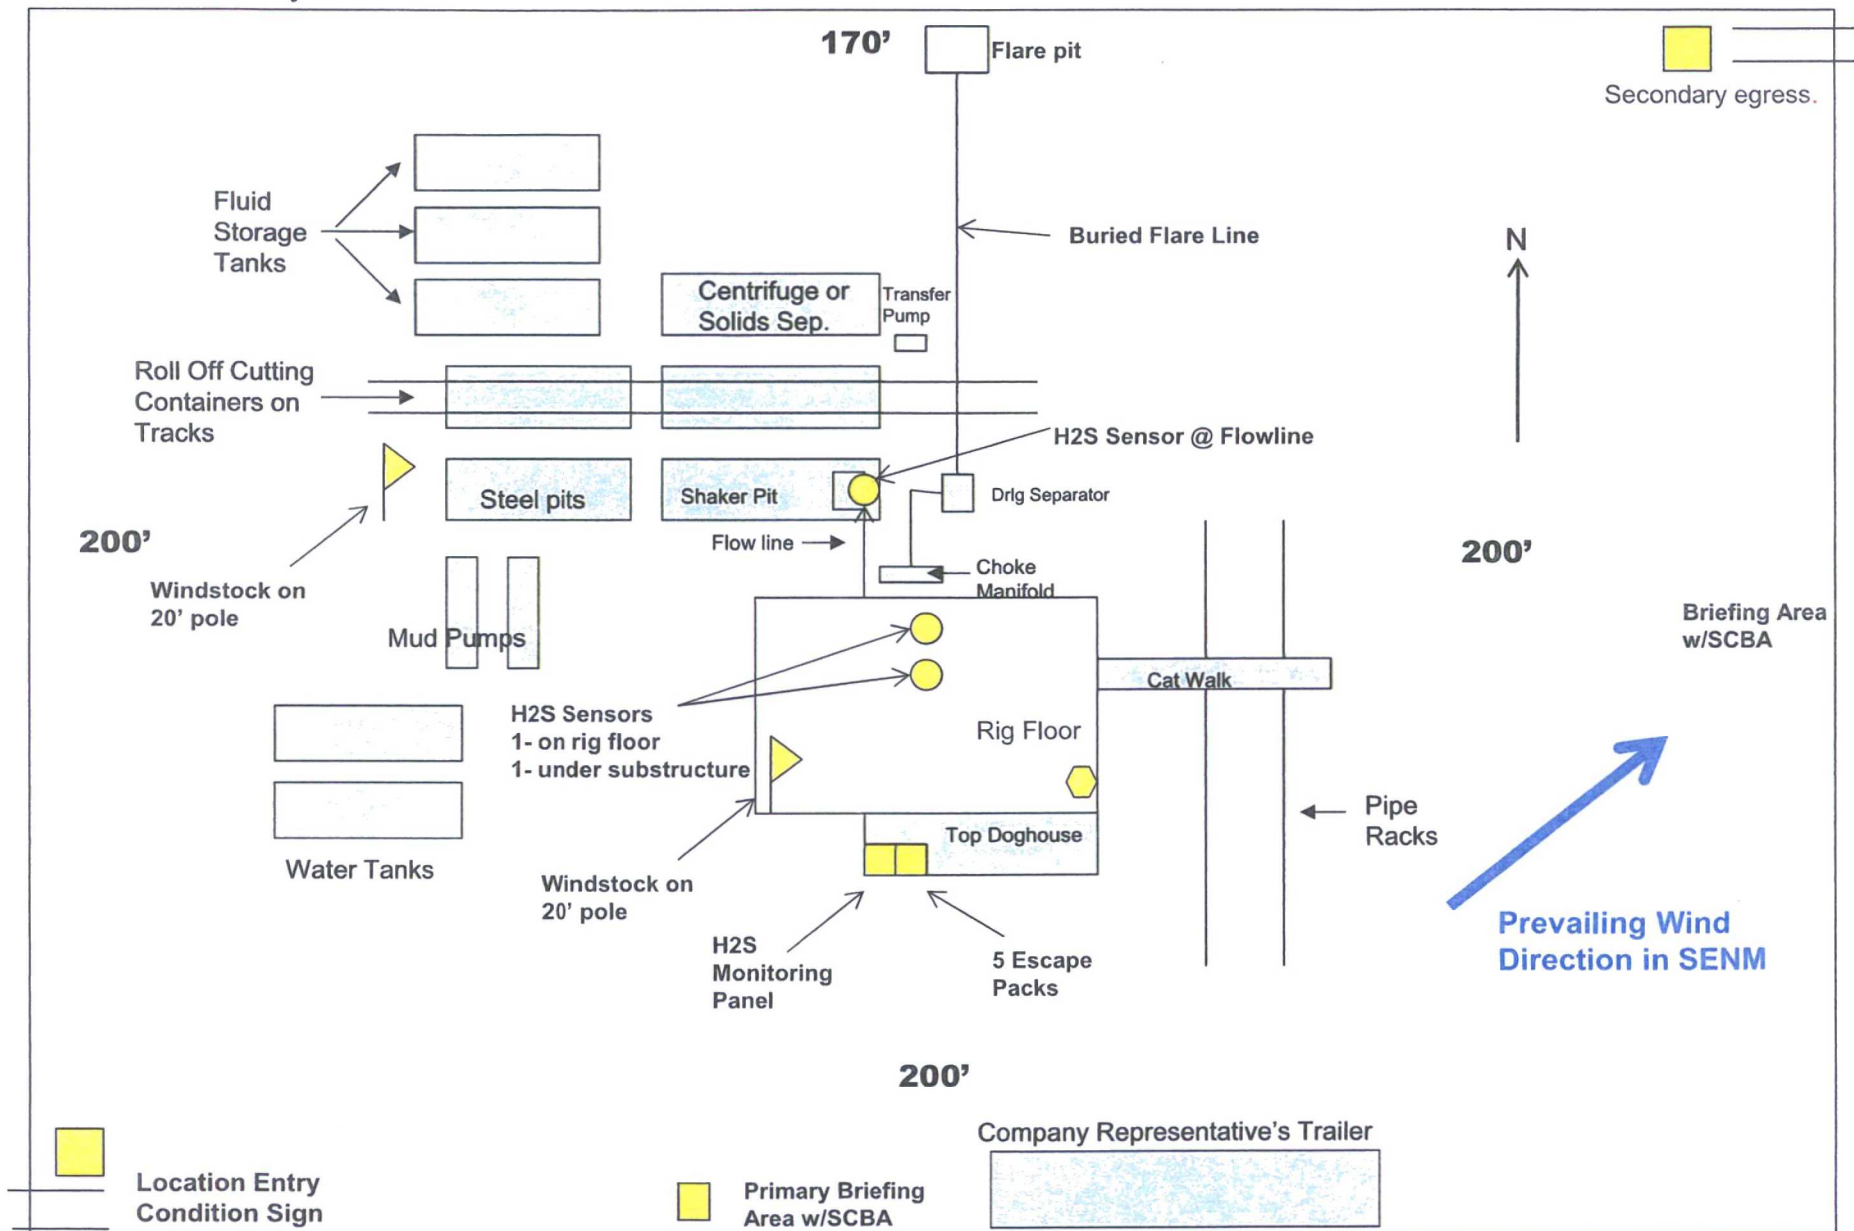 170'
Flare pit
Secondary egress.
Fluid
Storage
Tanks
Buried Flare Line
N
Centrifuge or
Solids Sep.
Transfer
Pump
Roll Off Cutting
Containers on
Tracks
H2S Sensor @ Flowline
Steel pits
Shaker Pit
Drlg Separator
200'
Flow line
200'
Choke
Manifold
Windstock on
20' pole
Briefing Area
w/SCBA
Mud Pumps
Cat Walk
H2S Sensors
1- on rig floor
1- under substructure
Rig Floor
Pipe
Racks
Top Doghouse
Water Tanks
Windstock on
20' pole
Prevailing Wind
Direction in SENM
H2S
Monitoring
Panel
5 Escape
Packs
200'
Company Representative's Trailer
Location Entry
Condition Sign
Primary Briefing
Area w/SCBA